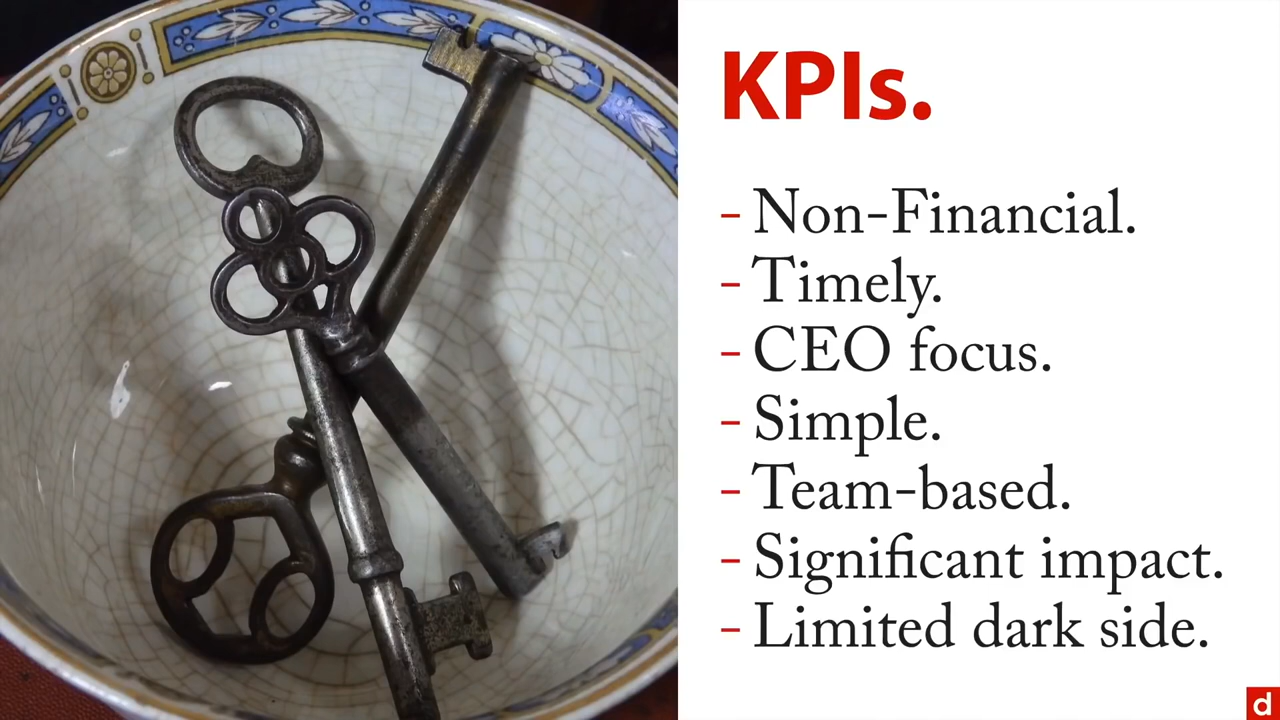 KPIs.
- Non-Financial.
- Timely.
- CEO focus.
- Simple.
- Team-based.
- Significant impact.
- Limited dark side.
d